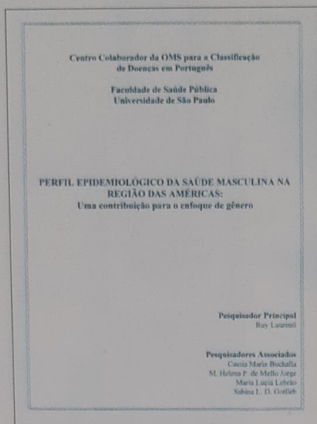 Centro Colaborador da OMS para o Classificação
de Doenças em Português
Faculdade de Saúde Pública
Universidade de São Paulo
PERFIL EPIDEMIOLÓGICO DA SAÚDE MASCULINA NA
REGIÃO DAS AMÉRICAS:
Uma contribuição para o enfoque de gênero
Pesquisador Principal
Ruy Laurenti
Pesquisadores Associados
Cassia Maria Buchalla
M. Helena P. de Mello Jorge
Maria Lucia Lebrão
Sabina L. D. Gotlieb